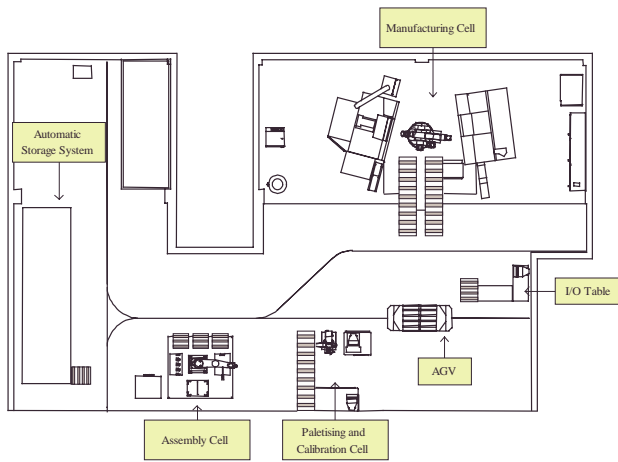 Manufacturing Cell
Automatic
Storage System
I/O Table
AGV
Assembly Cell
Paletising and
Calibration Cell